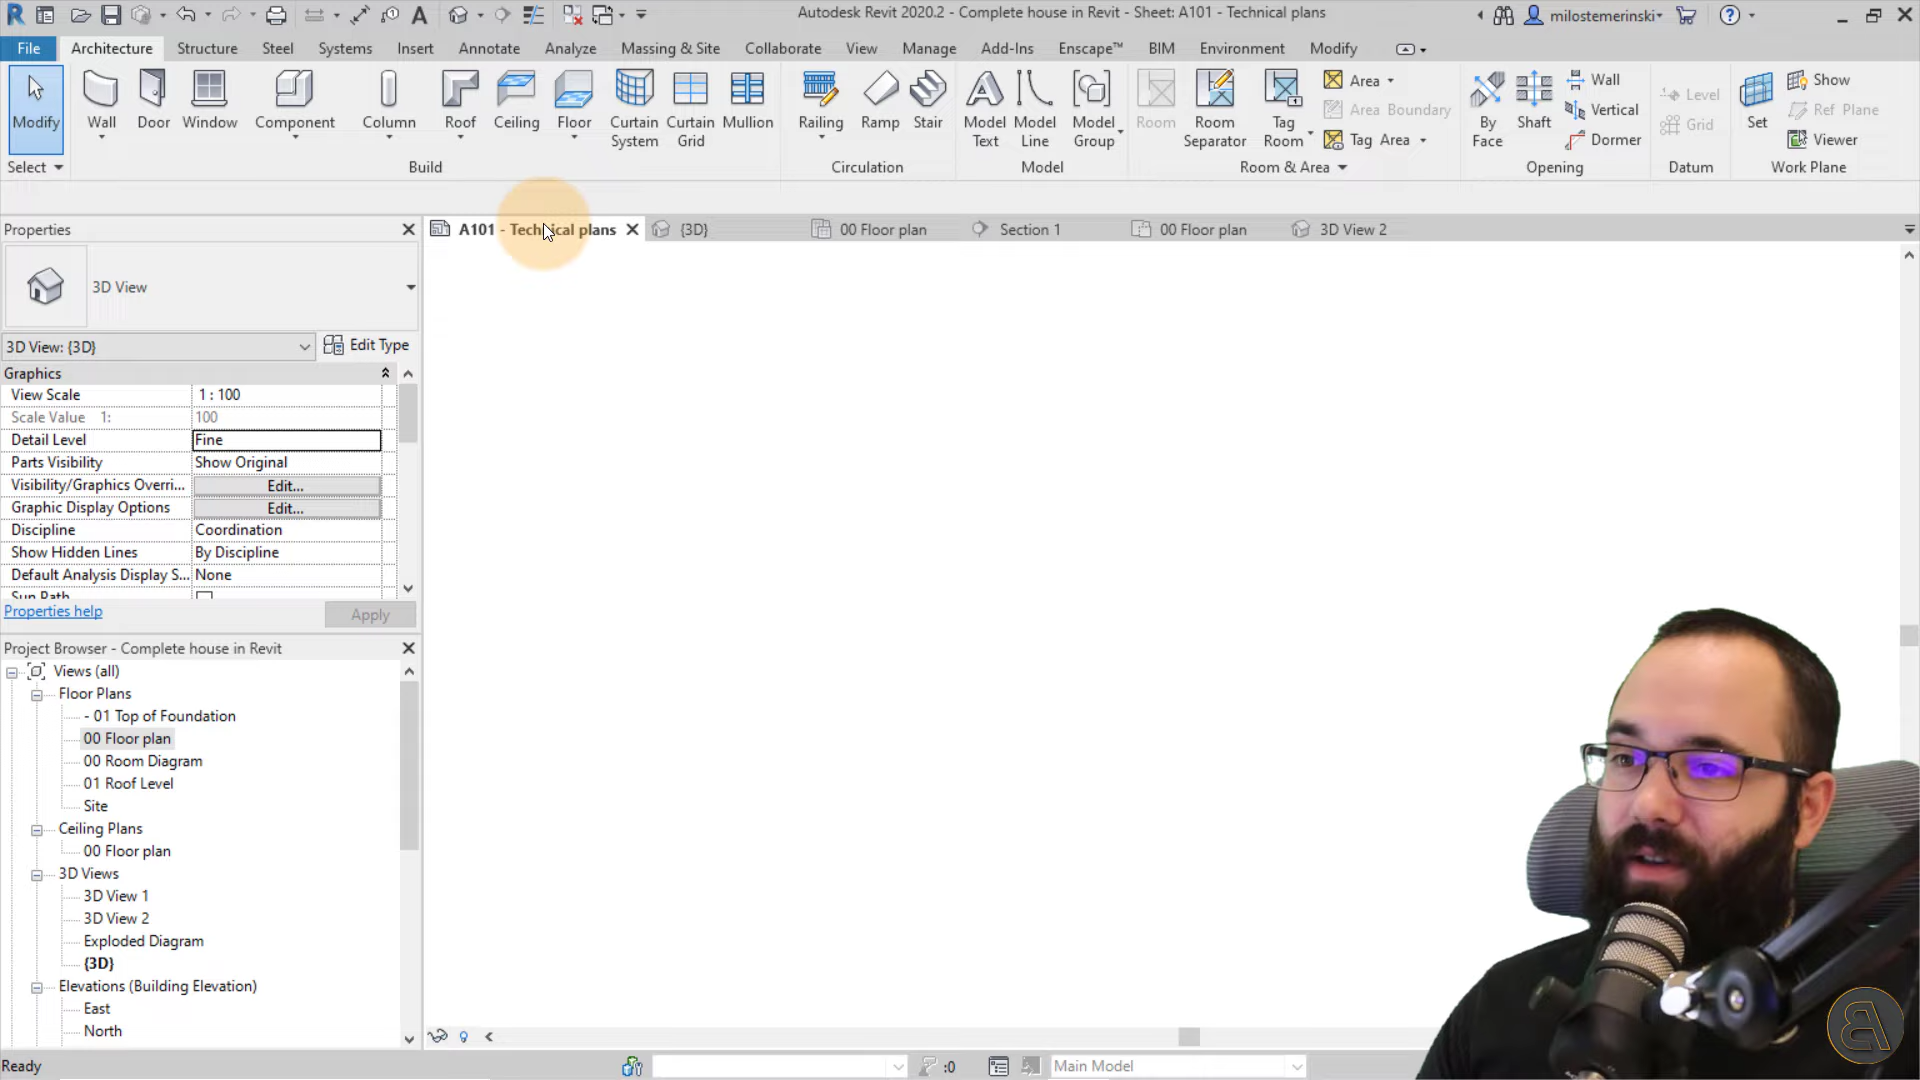 Autodesk Revit 2020.2 - Complete house in Revit - Sheet: A101 - Technical plans
milostemerinski
File Architecture Structure Steel Systems Insert Annotate Analyze Massing & Site Collaborate View Manage Add-Ins Enscape™ BIM Environment Modify
Modify Wall Door Window Component Column Roof Ceiling Floor Curtain System Curtain Grid Mullion Railing Ramp Stair Model Text Model Line Model Group Room Room Separator Tag Room
Area
Area Boundary
Tag Area
By Face Shaft
Wall
Vertical
Dormer
Level
Grid
Set
Show
Ref Plane
Viewer
Select Build Circulation Model Room & Area Opening Datum Work Plane
A101 - Technical plans {3D} 00 Floor plan Section 1 00 Floor plan 3D View 2
Properties
3D View
3D View: {3D} Edit Type
Graphics
View Scale 1 : 100
Scale Value 1: 100
Detail Level Fine
Parts Visibility Show Original
Visibility/Graphics Overri... Edit...
Graphic Display Options Edit...
Discipline Coordination
Show Hidden Lines By Discipline
Default Analysis Display S... None
Sun Path
Properties help Apply
Project Browser - Complete house in Revit
Views (all)
Floor Plans
- 01 Top of Foundation
00 Floor plan
00 Room Diagram
01 Roof Level
Site
Ceiling Plans
00 Floor plan
3D Views
3D View 1
3D View 2
Exploded Diagram
{3D}
Elevations (Building Elevation)
East
North
Ready :0 Main Model